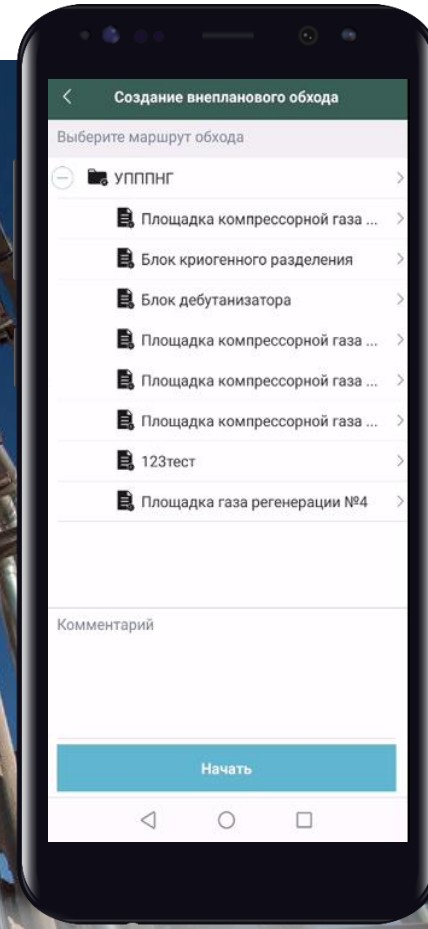 Создание внепланового обхода
Выберите маршрут обхода
УПППНГ
Площадка компрессорной газа ...
Блок криогенного разделения
Блок дебутанизатора
Площадка компрессорной газа ...
Площадка компрессорной газа ...
Площадка компрессорной газа ...
123тест
Площадка газа регенерации №4
Комментарий
Начать